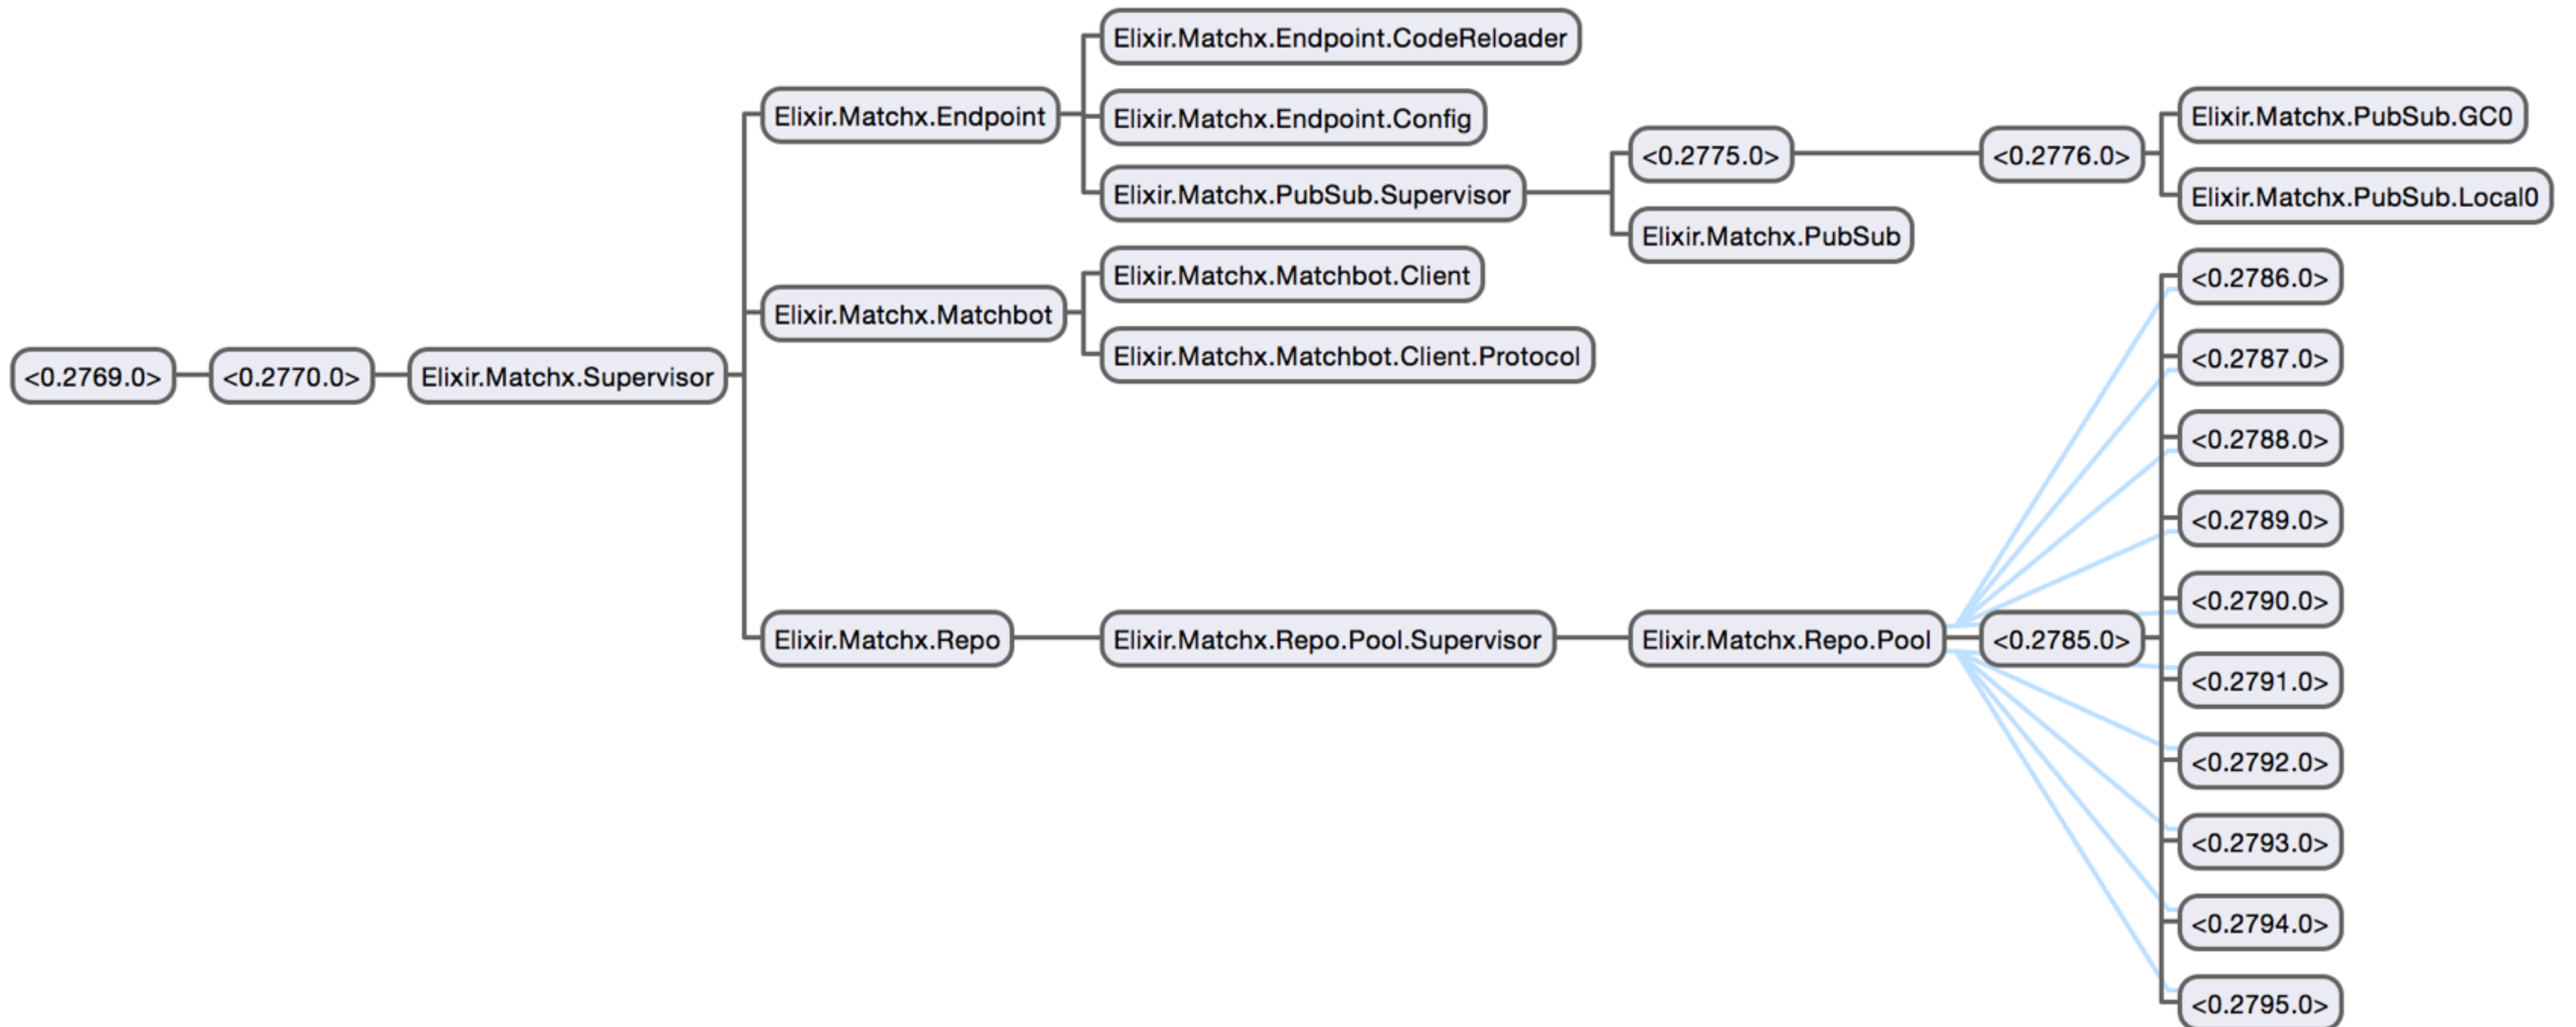 Elixir.Matchx.Endpoint.CodeReloader
Elixir.Matchx.Endpoint
Elixir.Matchx.Endpoint.Config
Elixir.Matchx.PubSub.GC0
<0.2775.0>
<0.2776.0>
Elixir.Matchx.PubSub.Supervisor
Elixir.Matchx.PubSub.Local0
Elixir.Matchx.PubSub
Elixir.Matchx.Matchbot.Client
<0.2786.0>
Elixir.Matchx.Matchbot
Elixir.Matchx.Matchbot.Client.Protocol
<0.2787.0>
<0.2769.0>
<0.2770.0>
Elixir.Matchx.Supervisor
<0.2788.0>
<0.2789.0>
<0.2790.0>
Elixir.Matchx.Repo
Elixir.Matchx.Repo.Pool.Supervisor
Elixir.Matchx.Repo.Pool
<0.2785.0>
<0.2791.0>
<0.2792.0>
<0.2793.0>
<0.2794.0>
<0.2795.0>